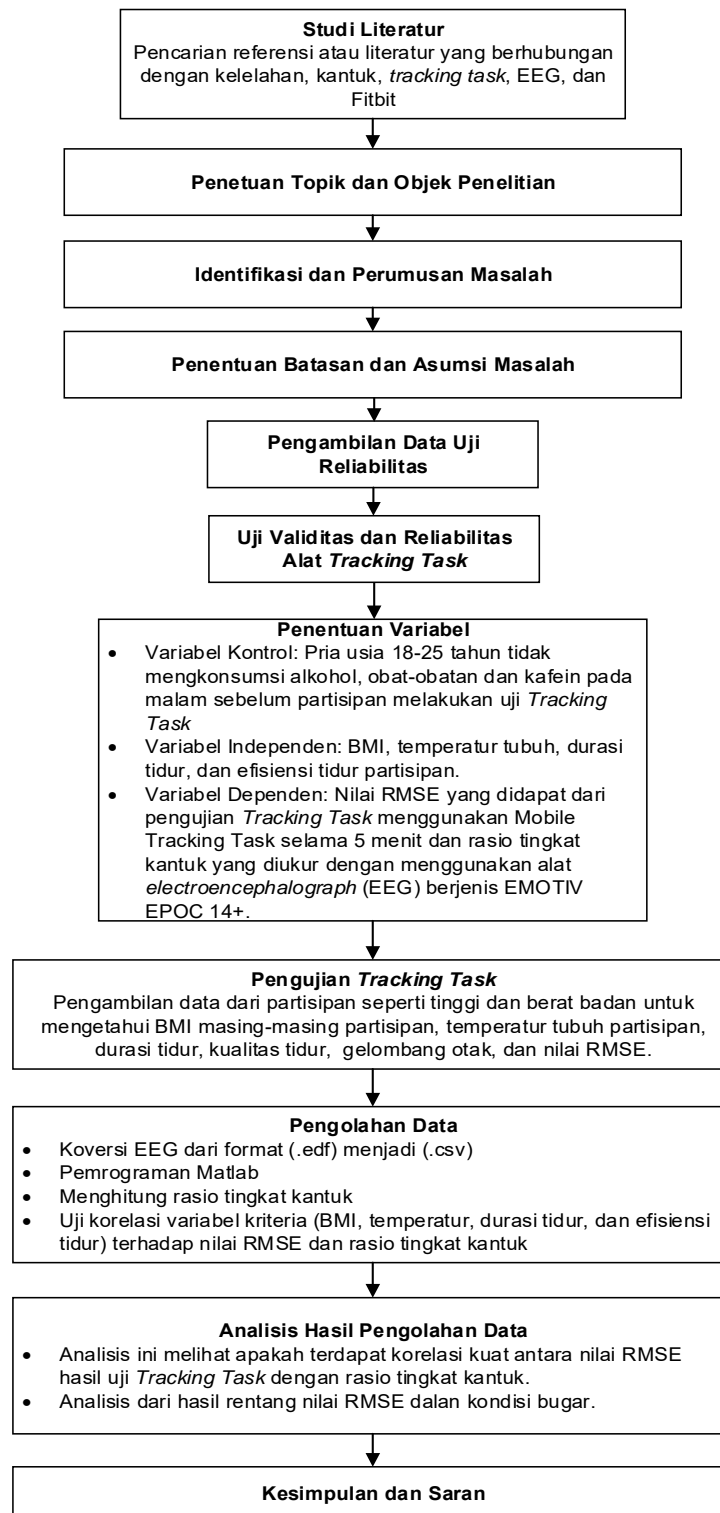 Studi Literatur
Pencarian referensi atau literatur yang berhubungan
dengan kelelahan, kantuk, tracking task, EEG, dan
Fitbit
Penetuan Topik dan Objek Penelitian
Identifikasi dan Perumusan Masalah
Penentuan Batasan dan Asumsi Masalah
Pengambilan Data Uji
Reliabilitas
Uji Validitas dan Reliabilitas
Alat Tracking Task
Penentuan Variabel
• Variabel Kontrol: Pria usia 18-25 tahun tidak
mengkonsumsi alkohol, obat-obatan dan kafein pada
malam sebelum partisipan melakukan uji Tracking
Task
• Variabel Independen: BMI, temperatur tubuh, durasi
tidur, dan efisiensi tidur partisipan.
• Variabel Dependen: Nilai RMSE yang didapat dari
pengujian Tracking Task menggunakan Mobile
Tracking Task selama 5 menit dan rasio tingkat
kantuk yang diukur dengan menggunakan alat
electroencephalograph (EEG) berjenis EMOTIV
EPOC 14+.
Pengujian Tracking Task
Pengambilan data dari partisipan seperti tinggi dan berat badan untuk
mengetahui BMI masing-masing partisipan, temperatur tubuh partisipan,
durasi tidur, kualitas tidur, gelombang otak, dan nilai RMSE.
Pengolahan Data
• Koversi EEG dari format (.edf) menjadi (.csv)
• Pemrograman Matlab
• Menghitung rasio tingkat kantuk
• Uji korelasi variabel kriteria (BMI, temperatur, durasi tidur, dan efisiensi
tidur) terhadap nilai RMSE dan rasio tingkat kantuk
Analisis Hasil Pengolahan Data
• Analisis ini melihat apakah terdapat korelasi kuat antara nilai RMSE
hasil uji Tracking Task dengan rasio tingkat kantuk.
• Analisis dari hasil rentang nilai RMSE dalan kondisi bugar.
Kesimpulan dan Saran